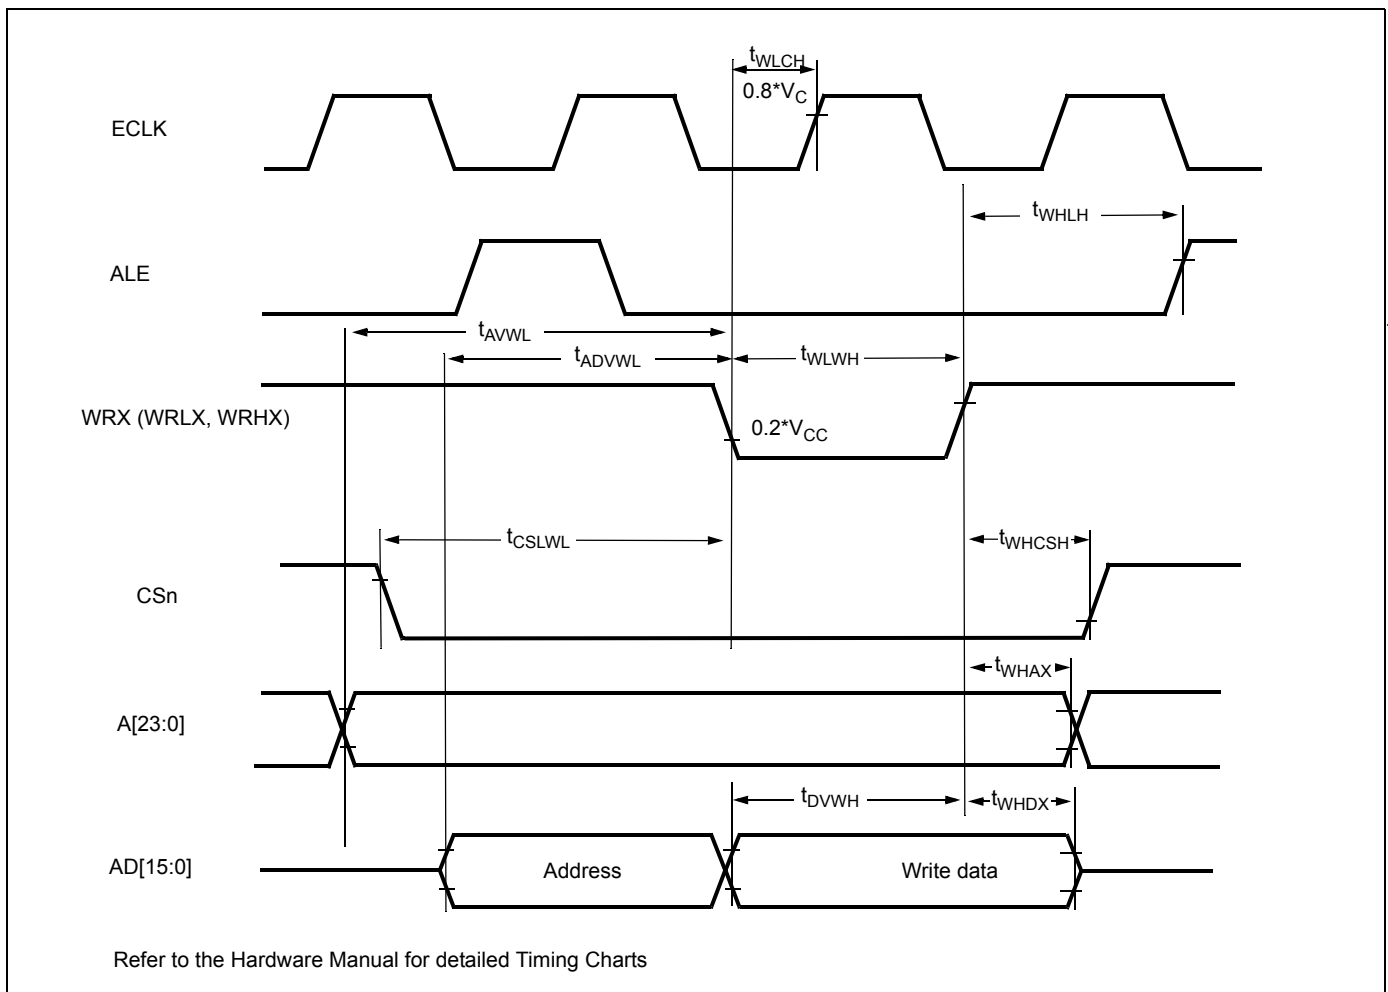 tWLCH
0.8*VC
ECLK
tWHLH
ALE
tAVWL
tADVWL
tWLWH
WRX (WRLX, WRHX)
0.2*VCC
tCSLWL
tWHCSH
CSn
tWHAX
A[23:0]
tDVWH
tWHDX
AD[15:0]
Address
Write data
Refer to the Hardware Manual for detailed Timing Charts